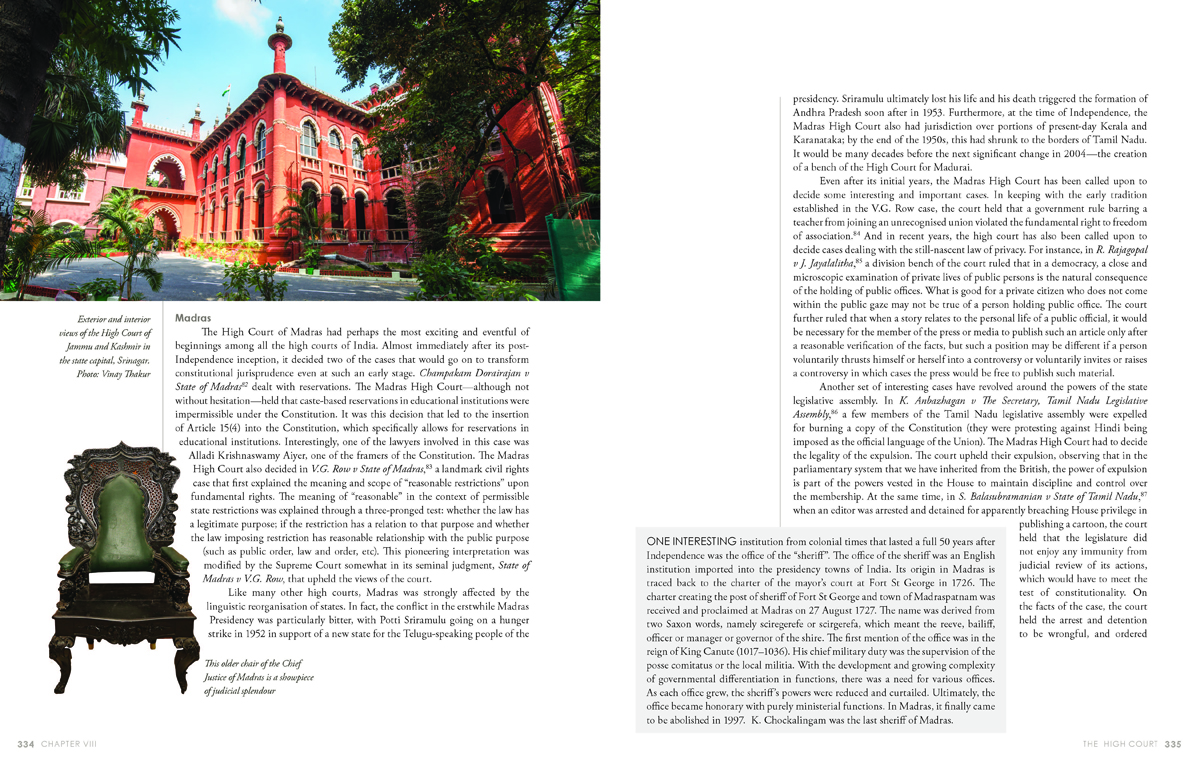 Exterior and interior
views of the High Court of
Jammu and Kashmir in
the state capital, Srinagar.
Photo: Vinay Thakur
Madras
The High Court of Madras had perhaps the most exciting and eventful of
beginnings among all the high courts of India. Almost immediately after its post-
Independence inception, it decided two of the cases that would go on to transform
constitutional jurisprudence even at such an early stage. Champakam Dorairajan v
State of Madras82 dealt with reservations. The Madras High Court—although not
without hesitation—held that caste-based reservations in educational institutions were
impermissible under the Constitution. It was this decision that led to the insertion
of Article 15(4) into the Constitution, which specifically allows for reservations in
educational institutions. Interestingly, one of the lawyers involved in this case was
Alladi Krishnaswamy Aiyer, one of the framers of the Constitution. The Madras
High Court also decided in V.G. Row v State of Madras,83 a landmark civil rights
case that first explained the meaning and scope of “reasonable restrictions” upon
fundamental rights. The meaning of “reasonable” in the context of permissible
state restrictions was explained through a three-pronged test: whether the law has
a legitimate purpose; if the restriction has a relation to that purpose and whether
the law imposing restriction has reasonable relationship with the public purpose
(such as public order, law and order, etc). This pioneering interpretation was
modified by the Supreme Court somewhat in its seminal judgment, State of
Madras v V.G. Row, that upheld the views of the court.
Like many other high courts, Madras was strongly affected by the
linguistic reorganisation of states. In fact, the conflict in the erstwhile Madras
Presidency was particularly bitter, with Potti Sriramulu going on a hunger
strike in 1952 in support of a new state for the Telugu-speaking people of the
This older chair of the Chief
Justice of Madras is a showpiece
of judicial splendour
334 CHAPTER VIII
presidency. Sriramulu ultimately lost his life and his death triggered the formation of
Andhra Pradesh soon after in 1953. Furthermore, at the time of Independence, the
Madras High Court also had jurisdiction over portions of present-day Kerala and
Karanataka; by the end of the 1950s, this had shrunk to the borders of Tamil Nadu.
It would be many decades before the next significant change in 2004—the creation
of a bench of the High Court for Madurai.
Even after its initial years, the Madras High Court has been called upon to
decide some interesting and important cases. In keeping with the early tradition
established in the V.G. Row case, the court held that a government rule barring a
teacher from joining an unrecognised union violated the fundamental right to freedom
of association.84 And in recent years, the high court has also been called upon to
decide cases dealing with the still-nascent law of privacy. For instance, in R. Rajagopal
v J. Jayalalitha,85 a division bench of the court ruled that in a democracy, a close and
microscopic examination of private lives of public persons is the natural consequence
of the holding of public offices. What is good for a private citizen who does not come
within the public gaze may not be true of a person holding public office. The court
further ruled that when a story relates to the personal life of a public official, it would
be necessary for the member of the press or media to publish such an article only after
a reasonable verification of the facts, but such a position may be different if a person
voluntarily thrusts himself or herself into a controversy or voluntarily invites or raises
a controversy in which cases the press would be free to publish such material.
Another set of interesting cases have revolved around the powers of the state
legislative assembly. In K. Anbazhagan v The Secretary, Tamil Nadu Legislative
Assembly,86 a few members of the Tamil Nadu legislative assembly were expelled
for burning a copy of the Constitution (they were protesting against Hindi being
imposed as the official language of the Union). The Madras High Court had to decide
the legality of the expulsion. The court upheld their expulsion, observing that in the
parliamentary system that we have inherited from the British, the power of expulsion
is part of the powers vested in the House to maintain discipline and control over
the membership. At the same time, in S. Balasubramanian v State of Tamil Nadu,87
when an editor was arrested and detained for apparently breaching House privilege in
publishing a cartoon, the court
held that the legislature did
not enjoy any immunity from
judicial review of its actions,
which would have to meet the
test of constitutionality. On
the facts of the case, the court
held the arrest and detention
to be wrongful, and ordered
ONE INTERESTING institution from colonial times that lasted a full 50 years after
Independence was the office of the “sheriff”. The office of the sheriff was an English
institution imported into the presidency towns of India. Its origin in Madras is
traced back to the charter of the mayor’s court at Fort St George in 1726. The
charter creating the post of sheriff of Fort St George and town of Madraspatnam was
received and proclaimed at Madras on 27 August 1727. The name was derived from
two Saxon words, namely sciregerefe or scirgerefa, which meant the reeve, bailiff,
officer or manager or governor of the shire. The first mention of the office was in the
reign of King Canute (1017–1036). His chief military duty was the supervision of the
posse comitatus or the local militia. With the development and growing complexity
of governmental differentiation in functions, there was a need for various offices.
As each office grew, the sheriff’s powers were reduced and curtailed. Ultimately, the
office became honorary with purely ministerial functions. In Madras, it finally came
to be abolished in 1997. K. Chockalingam was the last sheriff of Madras.
THE HIGH COURT 335